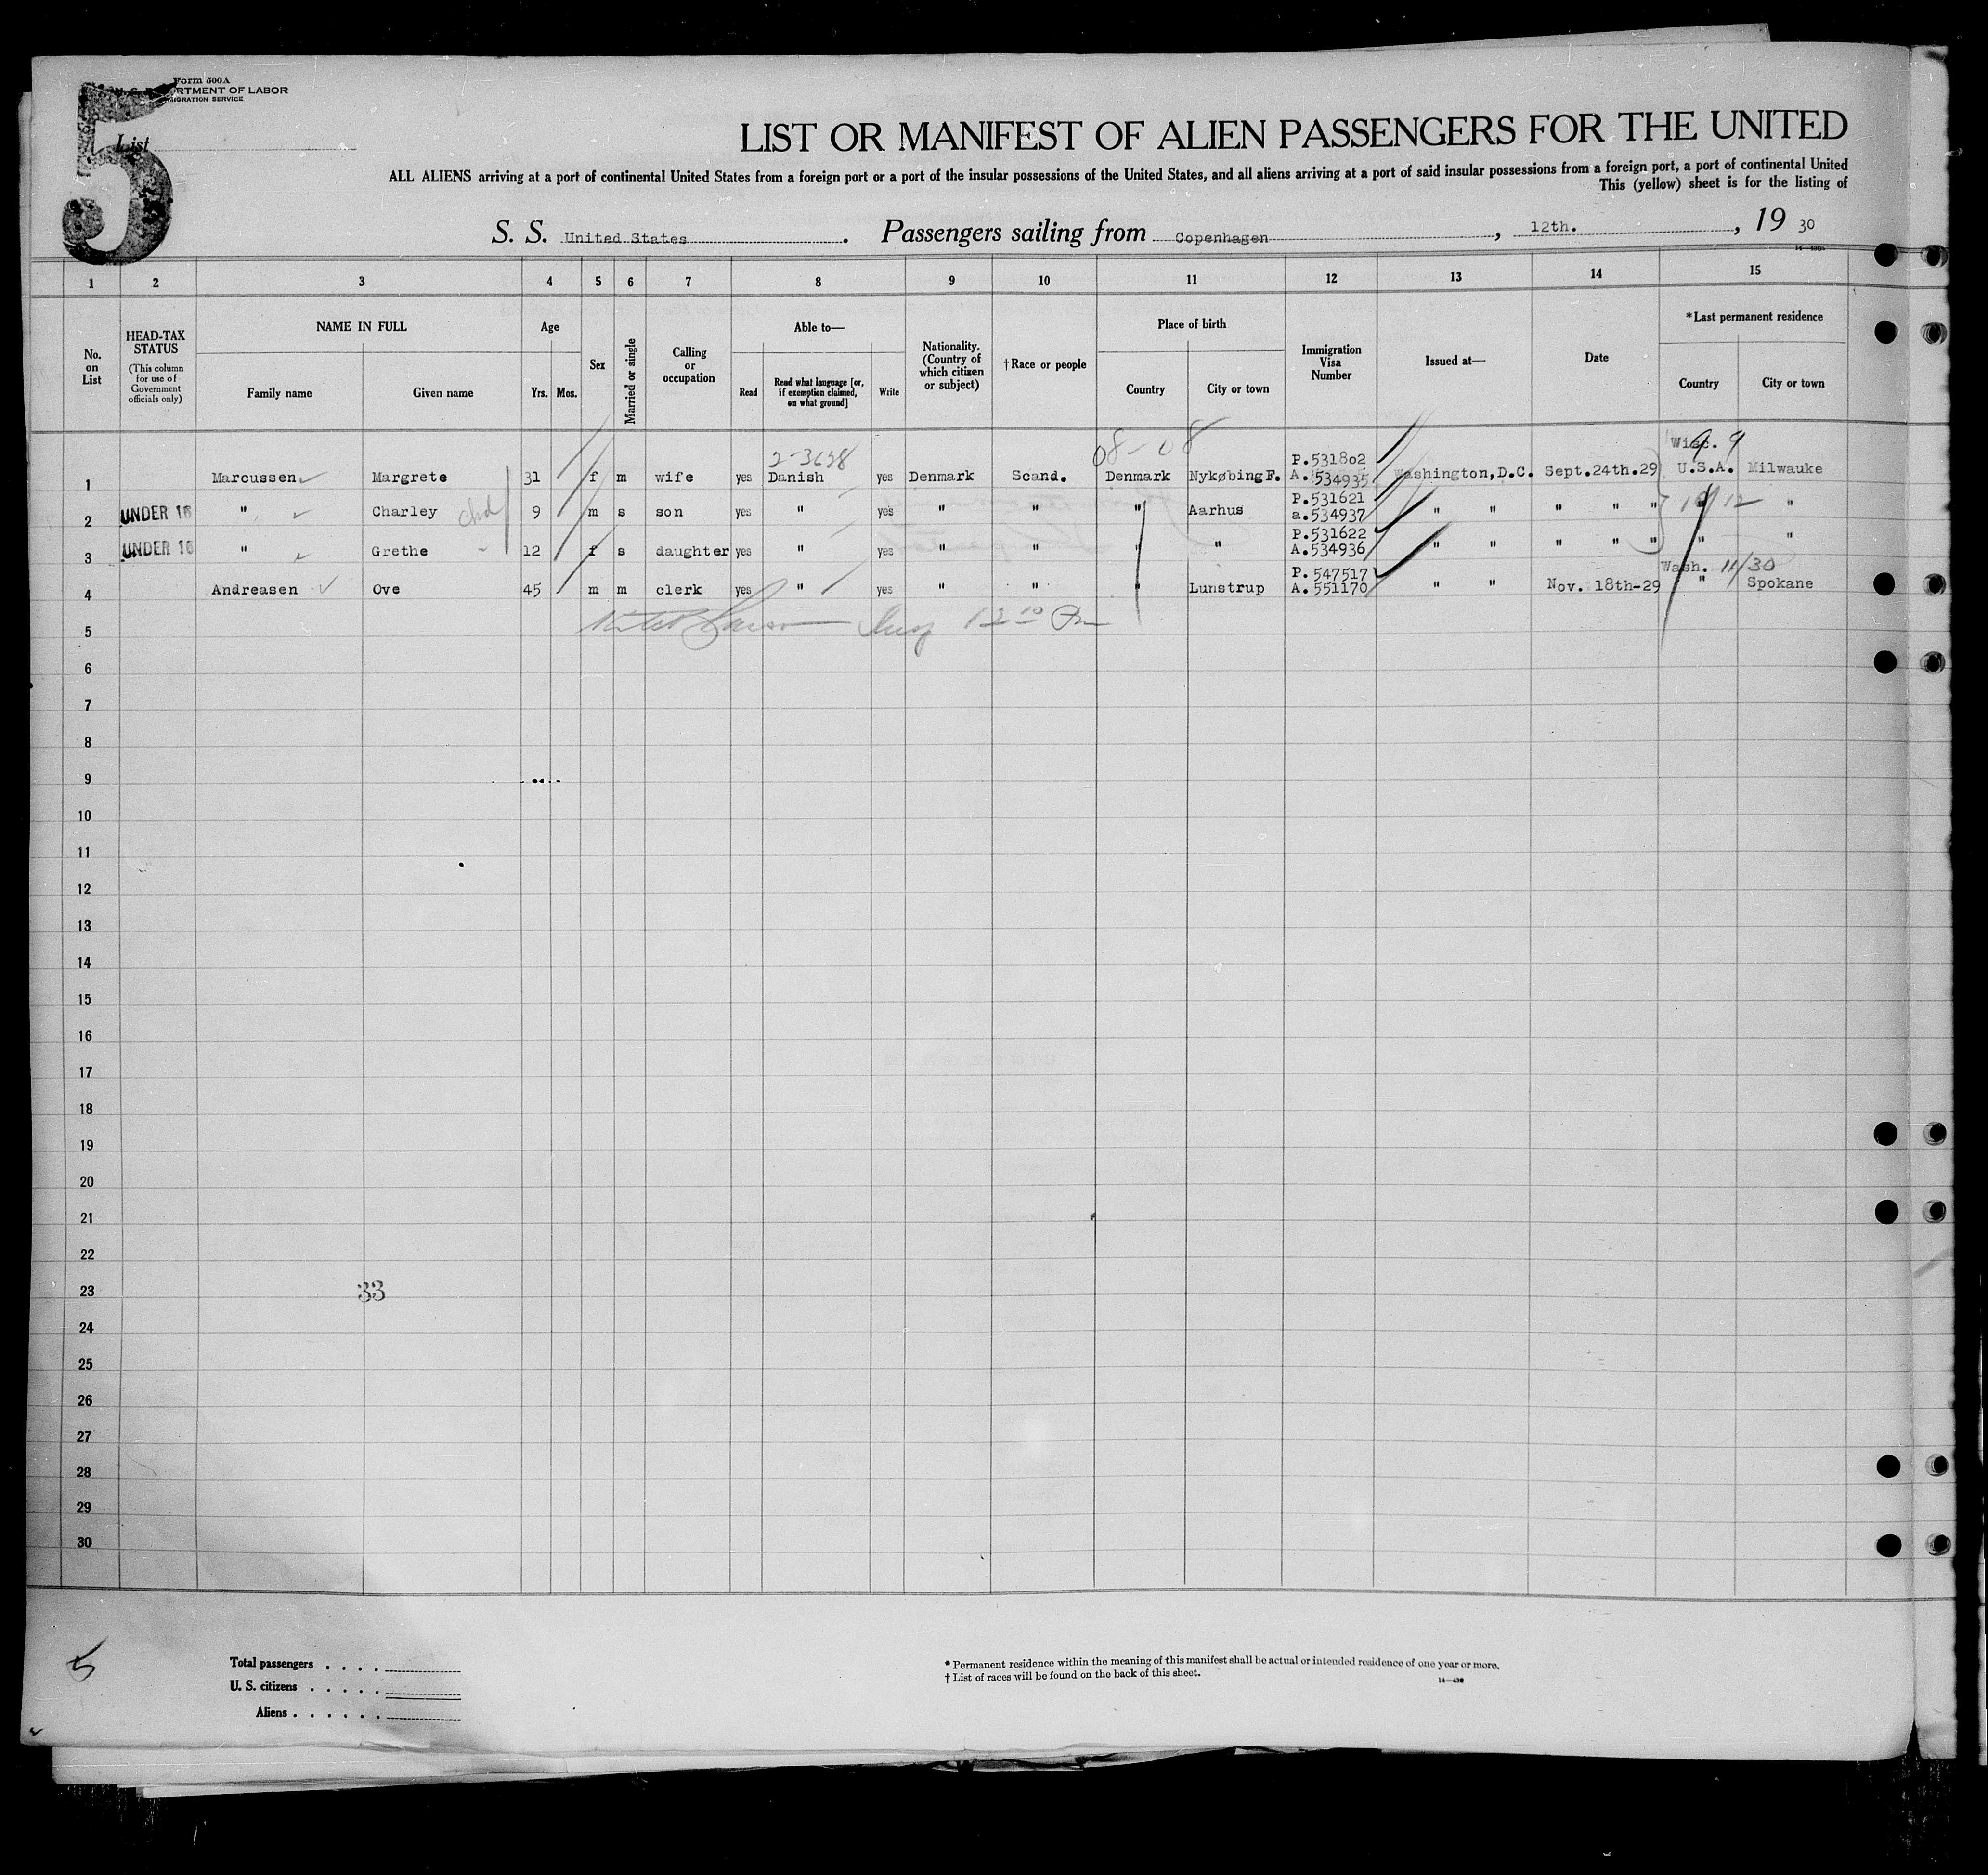 Form 500A
DEPARTMENT OF LABOR
IMMIGRATION SERVICE
5
List
LIST OR MANIFEST OF ALIEN PASSENGERS FOR THE UNITED
ALL ALIENS arriving at a port of continental United States from a foreign port or a port of the insular possessions of the United States, and all aliens arriving at a port of said insular possessions from a foreign port, a port of continental United
This (yellow) sheet is for the listing of
S. S. United States. Passengers sailing from Copenhagen, 12th., 19 30
1 2 3 4 5 6 7 8 9 10 11 12 13 14 15
No. on List
HEAD-TAX STATUS
(This column for use of Government officials only)
NAME IN FULL
Family name Given name
Age
Yrs. Mos.
Sex
Married or single
Calling or occupation
Able to—
Read
Read what language [or, if exemption claimed, on what ground]
Write
Nationality. (Country of which citizen or subject)
†Race or people
Place of birth
Country City or town
Immigration Visa Number
Issued at—
Date
*Last permanent residence
Country City or town
2-3698 08-08 Wisc. 9
1 Marcussen Margrete 31 f m wife yes Danish yes Denmark Scand. Denmark Nykøbing F. P.531802 A.534935 Washington,D.C. Sept.24th.29 U.S.A. Milwauke
2 UNDER 16 " Charley chd 9 m s son yes " yes " " " Aarhus P.531621 a.534937 " " " " " " "
3 UNDER 16 " Grethe 12 f s daughter yes " yes " " " " P.531622 A.534936 " " " " " " "
Wash. 11/30
4 Andreasen Ove 45 m m clerk yes " yes " " " Lunstrup P.547517 A.551170 " " Nov. 18th-29 " Spokane
5
6
7
8
9
10
11
12
13
14
15
16
17
18
19
20
21
22
23 33
24
25
26
27
28
29
30
5
Total passengers . . . .
U. S. citizens . . . . .
Aliens . . . . . .
* Permanent residence within the meaning of this manifest shall be actual or intended residence of one year or more.
† List of races will be found on the back of this sheet.